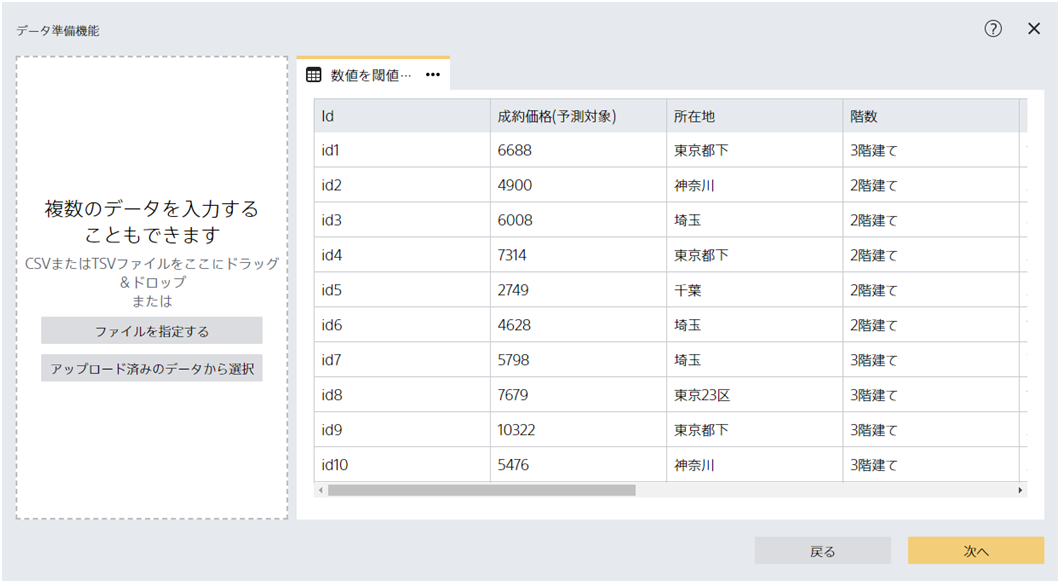 データ準備機能
複数のデータを入力する
こともできます
CSVまたはTSVファイルをここにドラッグ
&ドロップ
または
ファイルを指定する
アップロード済みのデータから選択
数値を閾値…
Id 成約価格(予測対象) 所在地 階数
id1 6688 東京都下 3階建て
id2 4900 神奈川 2階建て
id3 6008 埼玉 2階建て
id4 7314 東京都下 2階建て
id5 2749 千葉 2階建て
id6 4628 埼玉 2階建て
id7 5798 埼玉 3階建て
id8 7679 東京23区 3階建て
id9 10322 東京都下 3階建て
id10 5476 神奈川 3階建て
戻る 次へ